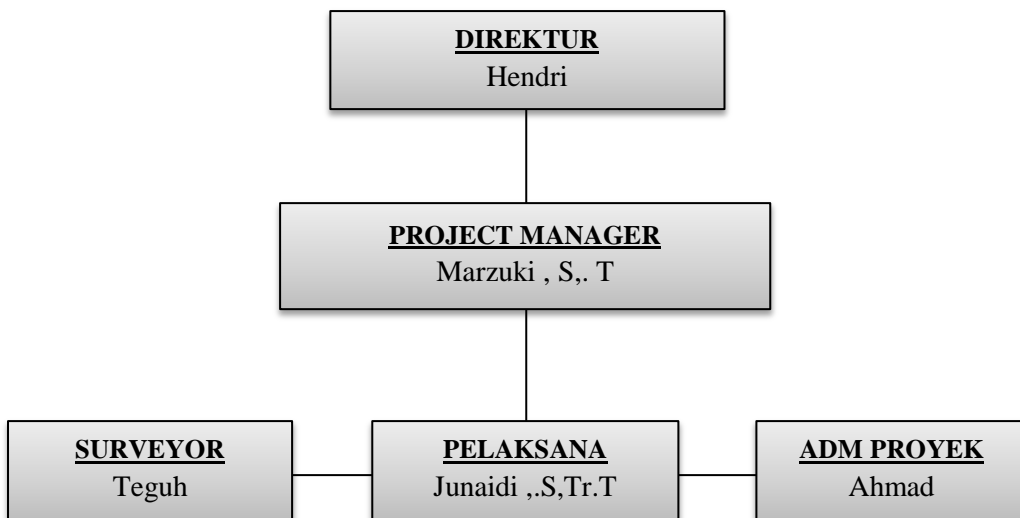 DIREKTUR
Hendri
PROJECT MANAGER
Marzuki , S,. T
SURVEYOR
Teguh
PELAKSANA
Junaidi ,.S,Tr.T
ADM PROYEK
Ahmad